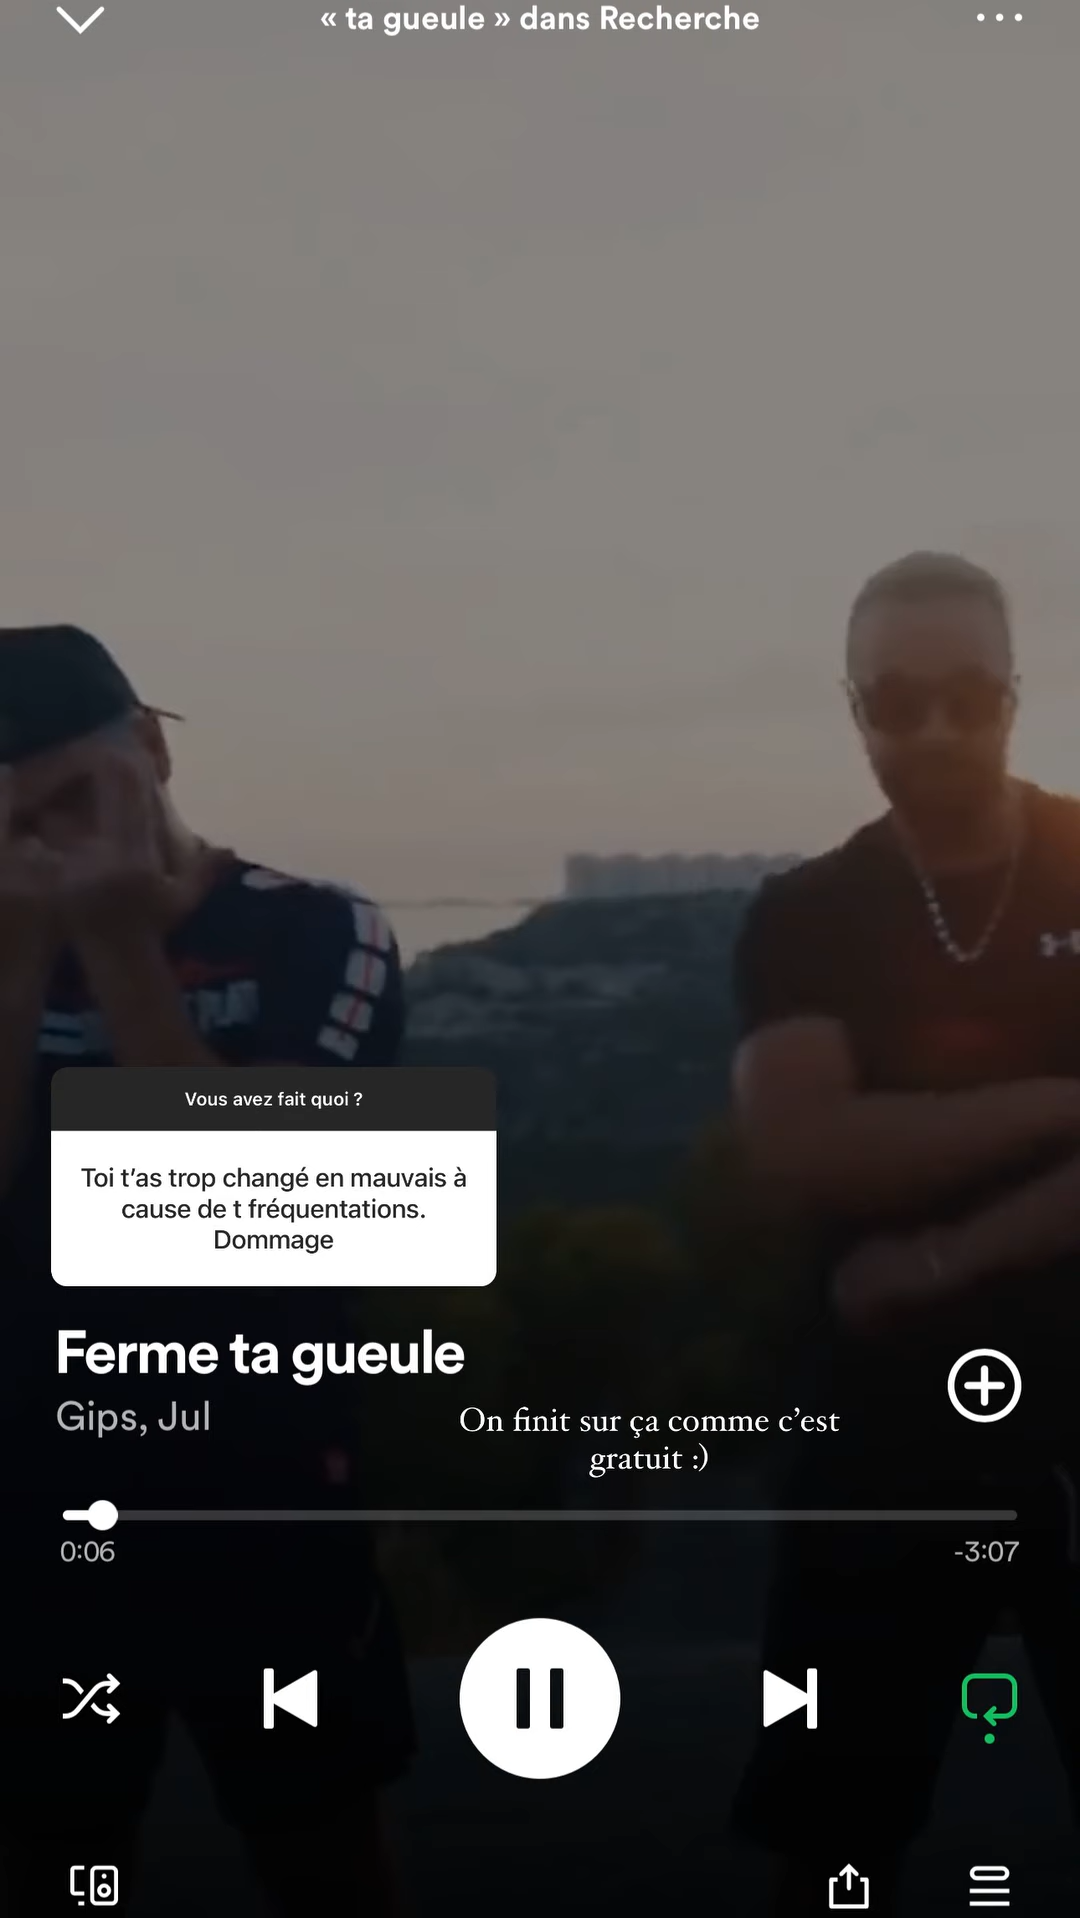 « ta gueule » dans Recherche
Vous avez fait quoi ?
Toi t’as trop changé en mauvais à
cause de t fréquentations.
Dommage
Ferme ta gueule
Gips, Jul
On finit sur ça comme c’est
gratuit :)
0:06
-3:07